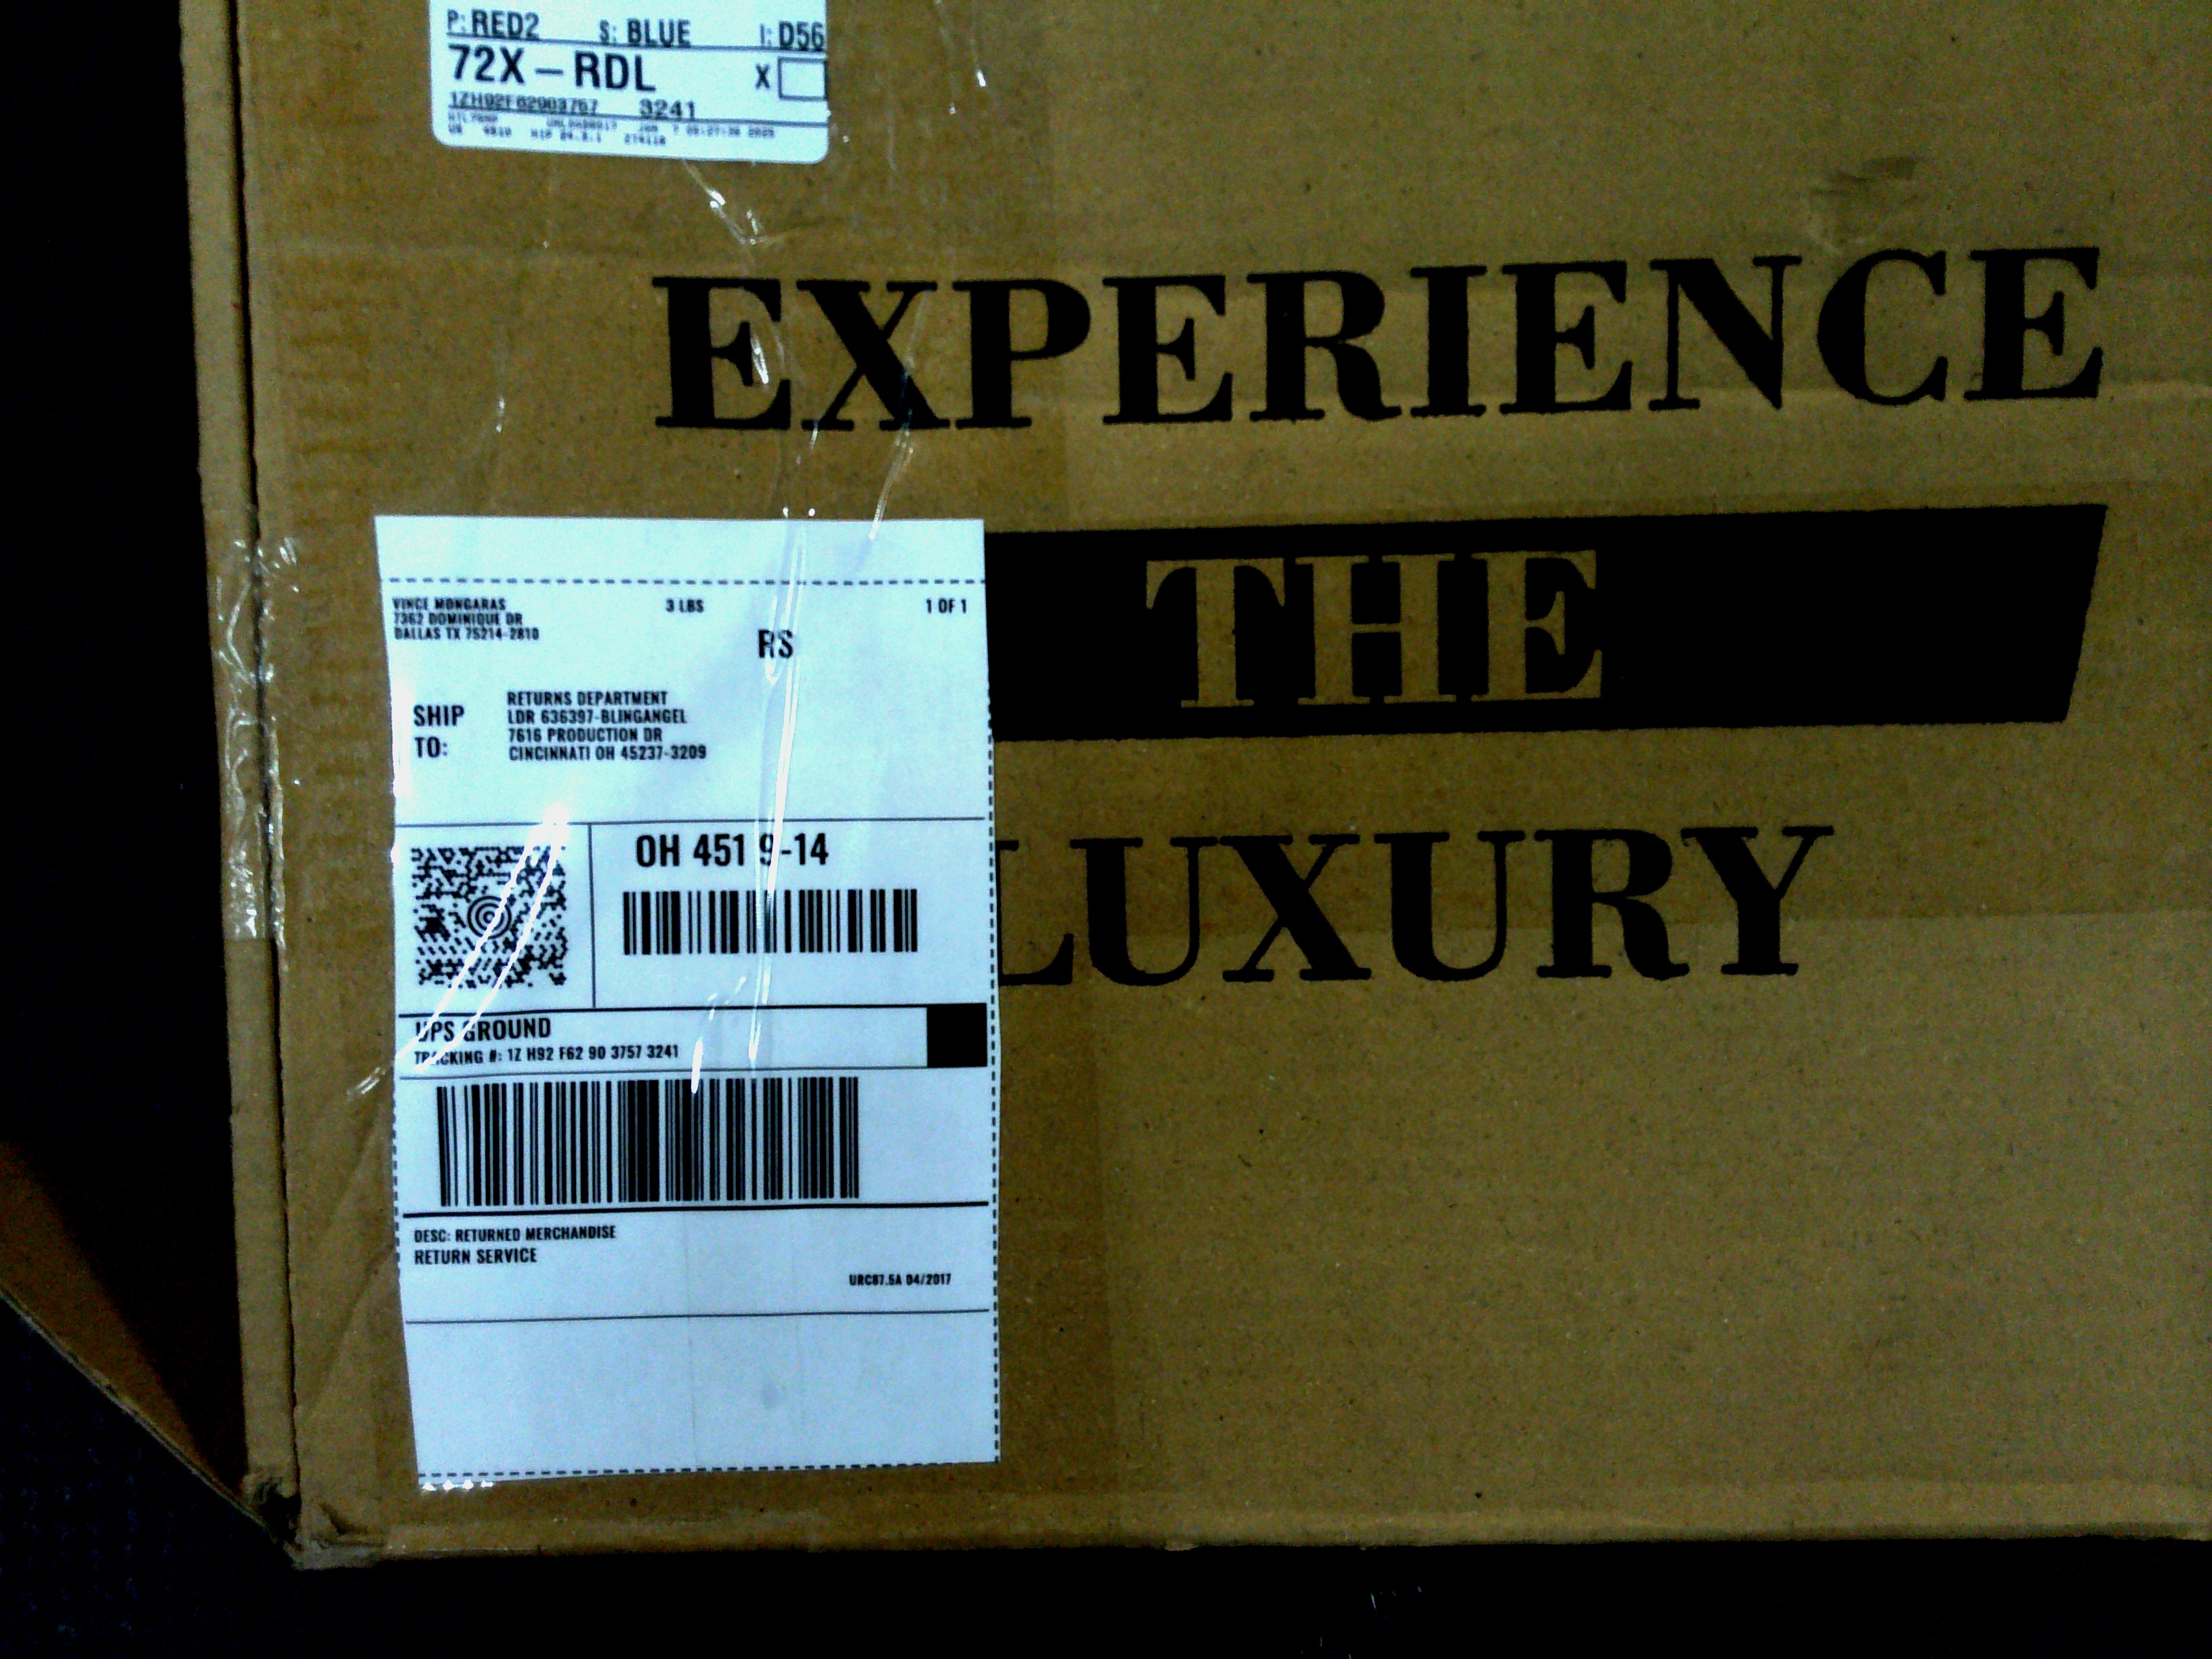 P: RED2 S: BLUE I: D56
72X – RDL X
3241
EXPERIENCE
THE
LUXURY
VINCE MONGARAS 3 LBS 1 OF 1
7362 DOMINIQUE DR
DALLAS TX 75214-2810
RS
SHIP TO:
RETURNS DEPARTMENT
LDR 636397-BLINGANGEL
7616 PRODUCTION DR
CINCINNATI OH 45237-3209
OH 451 9-14
UPS GROUND
TRACKING #: 1Z H92 F62 90 3757 3241
DESC: RETURNED MERCHANDISE
RETURN SERVICE
URC87.5A 04/2017